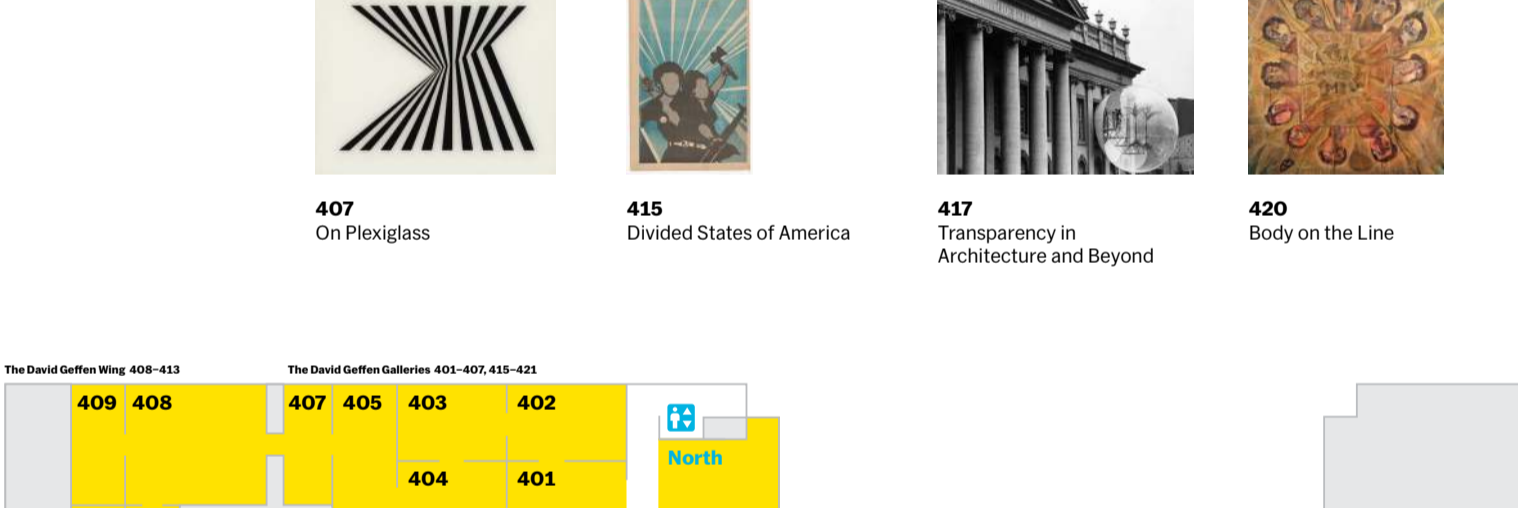 407
On Plexiglass
415
Divided States of America
417
Transparency in
Architecture and Beyond
420
Body on the Line
The David Geffen Wing 408–413
The David Geffen Galleries 401–407, 415–421
409 408 407 405 403 402
North
404 401